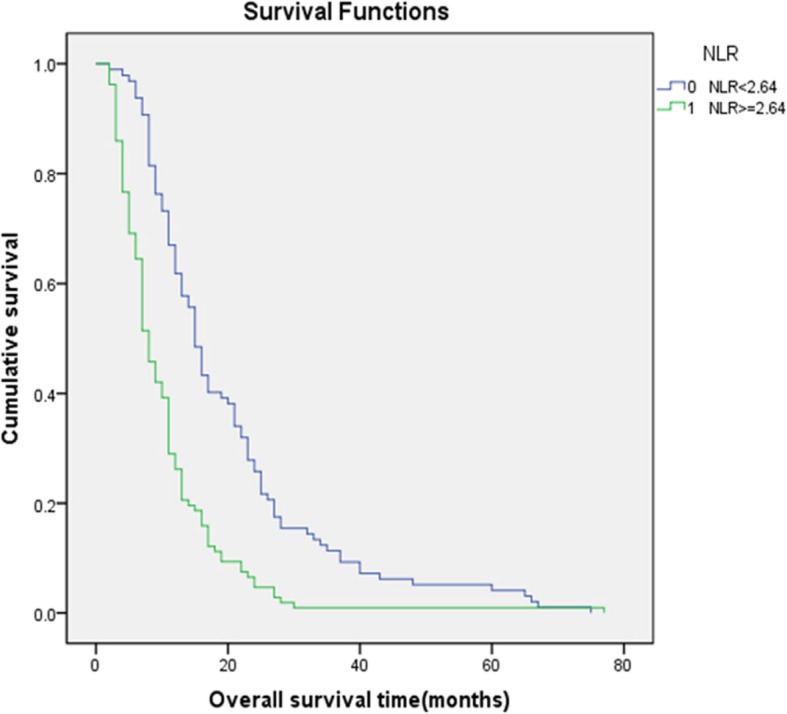 Survival Functions
NLR
0 NLR<2.64
1 NLR>=2.64
1.0
0.8
0.6
0.4
0.2
0.0
Cumulative survival
0 20 40 60 80
Overall survival time(months)